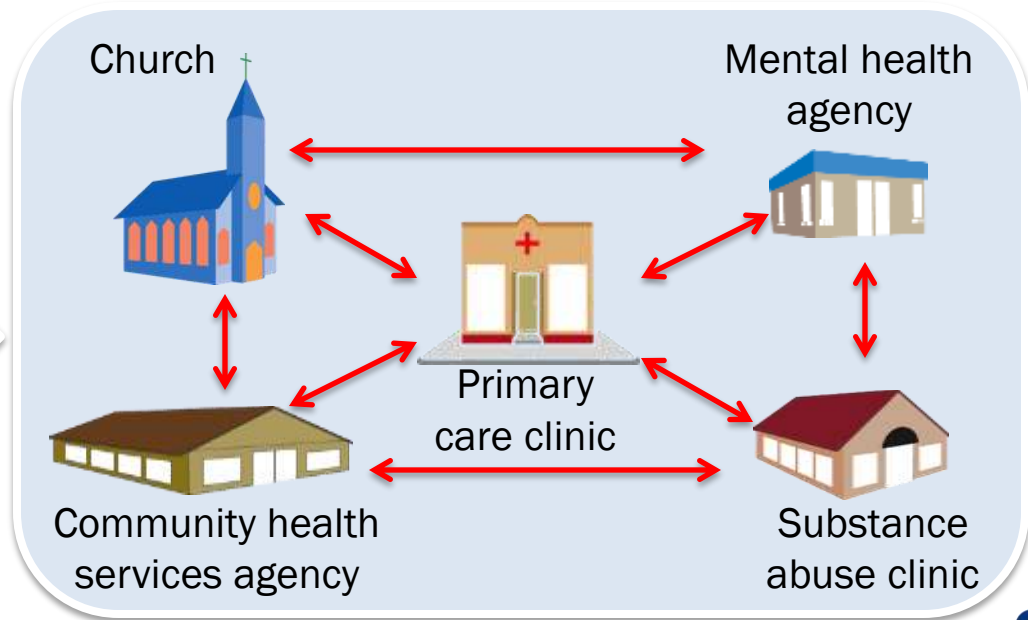 Church
Mental health
agency
Primary
care clinic
Community health
services agency
Substance
abuse clinic